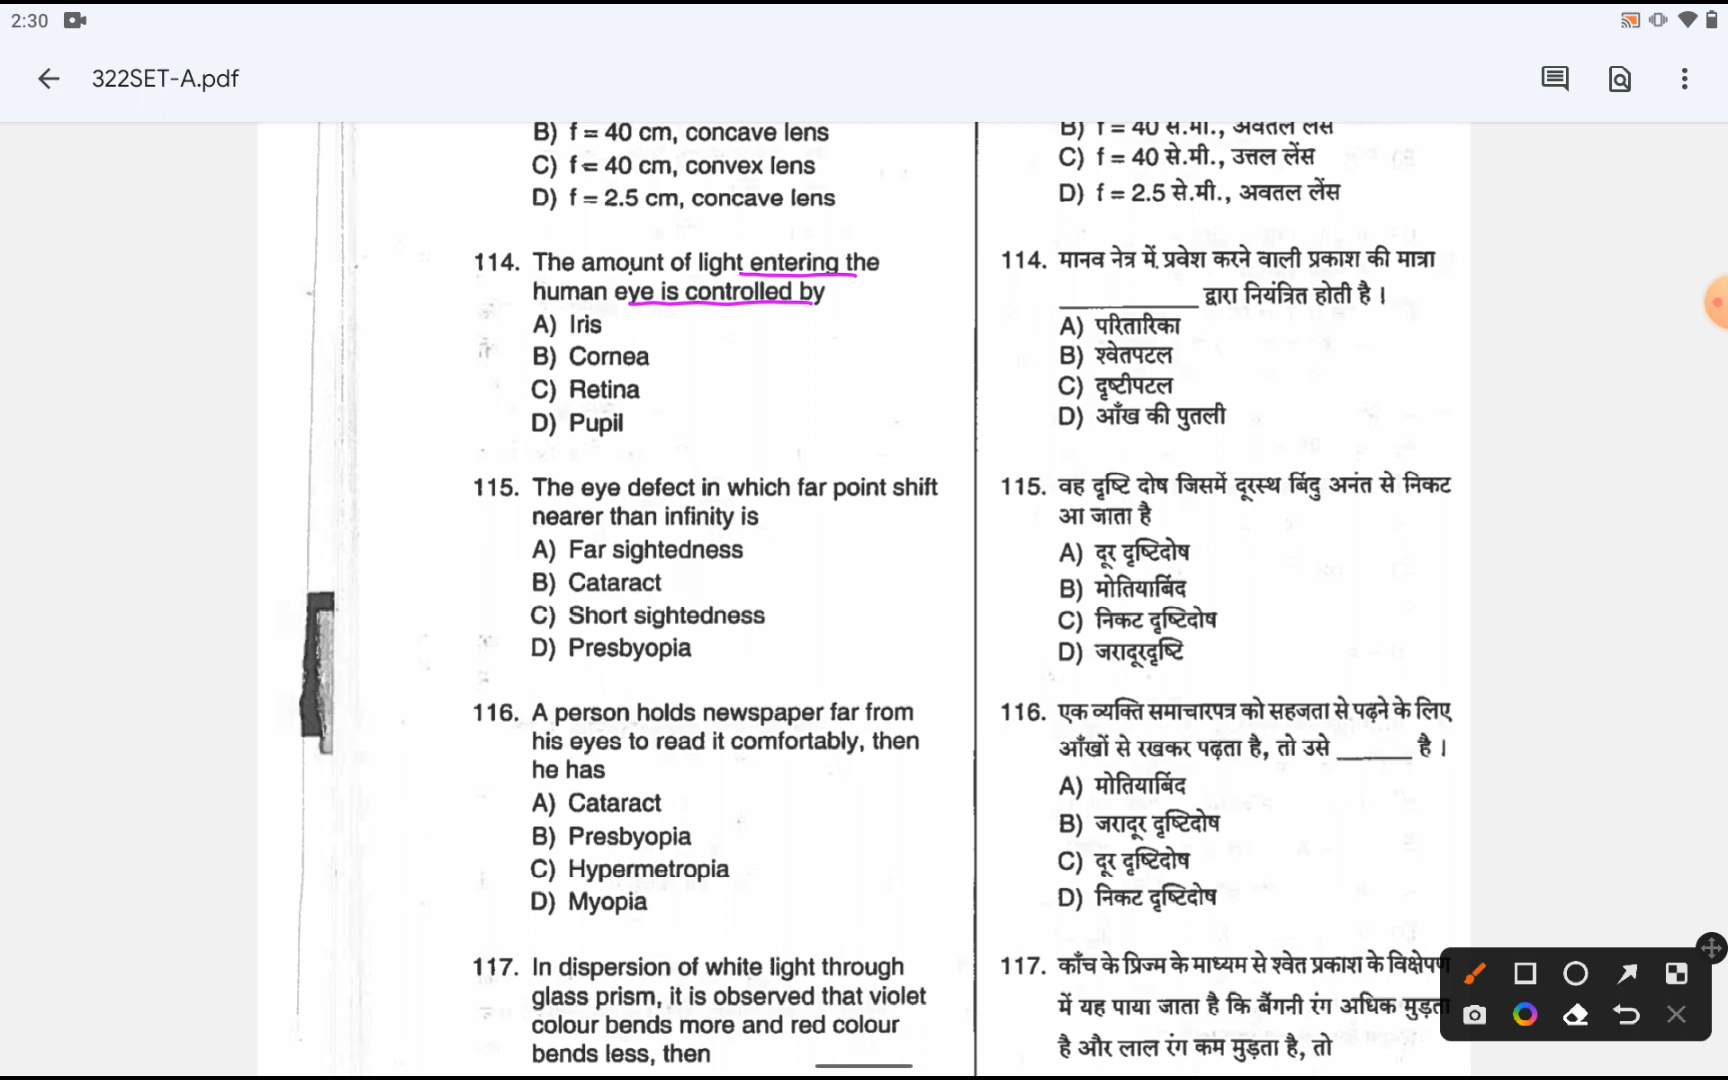 2:30
322SET-A.pdf
B) f = 40 cm, concave lens
C) f = 40 cm, convex lens
D) f = 2.5 cm, concave lens
114. The amount of light entering the
human eye is controlled by
A) Iris
B) Cornea
C) Retina
D) Pupil
115. The eye defect in which far point shift
nearer than infinity is
A) Far sightedness
B) Cataract
C) Short sightedness
D) Presbyopia
116. A person holds newspaper far from
his eyes to read it comfortably, then
he has
A) Cataract
B) Presbyopia
C) Hypermetropia
D) Myopia
117. In dispersion of white light through
glass prism, it is observed that violet
colour bends more and red colour
bends less, then
B) f = 40 से.मी., अवतल लेंस
C) f = 40 से.मी., उत्तल लेंस
D) f = 2.5 से.मी., अवतल लेंस
114. मानव नेत्र में प्रवेश करने वाली प्रकाश की मात्रा
__________ द्वारा नियंत्रित होती है ।
A) परितारिका
B) श्वेतपटल
C) दृष्टीपटल
D) आँख की पुतली
115. वह दृष्टि दोष जिसमें दूरस्थ बिंदु अनंत से निकट
आ जाता है
A) दूर दृष्टिदोष
B) मोतियाबिंद
C) निकट दृष्टिदोष
D) जरादूरदृष्टि
116. एक व्यक्ति समाचारपत्र को सहजता से पढ़ने के लिए
आँखों से रखकर पढ़ता है, तो उसे ______ है ।
A) मोतियाबिंद
B) जरादूर दृष्टिदोष
C) दूर दृष्टिदोष
D) निकट दृष्टिदोष
117. काँच के प्रिज्म के माध्यम से श्वेत प्रकाश के विक्षेपण
में यह पाया जाता है कि बैंगनी रंग अधिक मुड़ता
है और लाल रंग कम मुड़ता है, तो